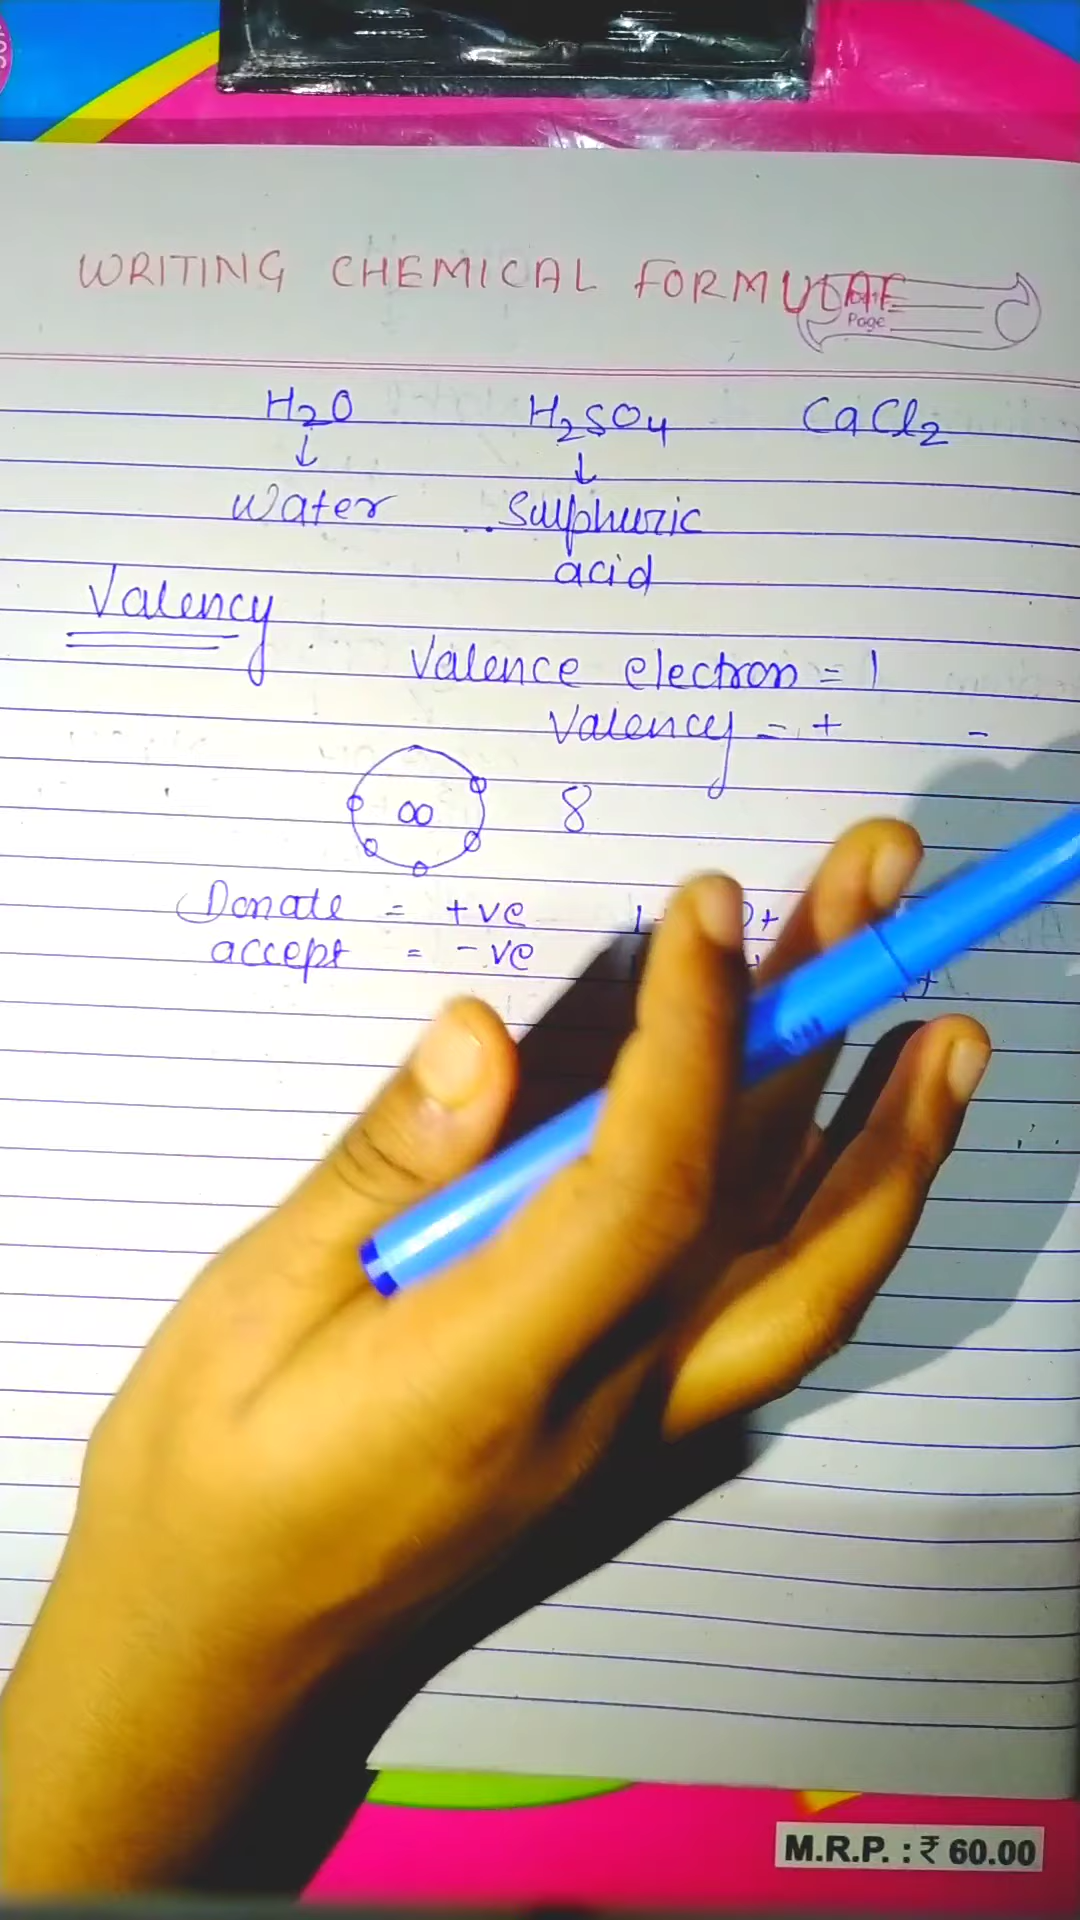 WRITING CHEMICAL FORMULAE
Page
H2O H2SO4 CaCl2
↓ ↓
Water Sulphuric
acid
Valency
Valence electron = 1
Valency = + -
8
Donate = +ve
accept = -ve
M.R.P. : ₹ 60.00